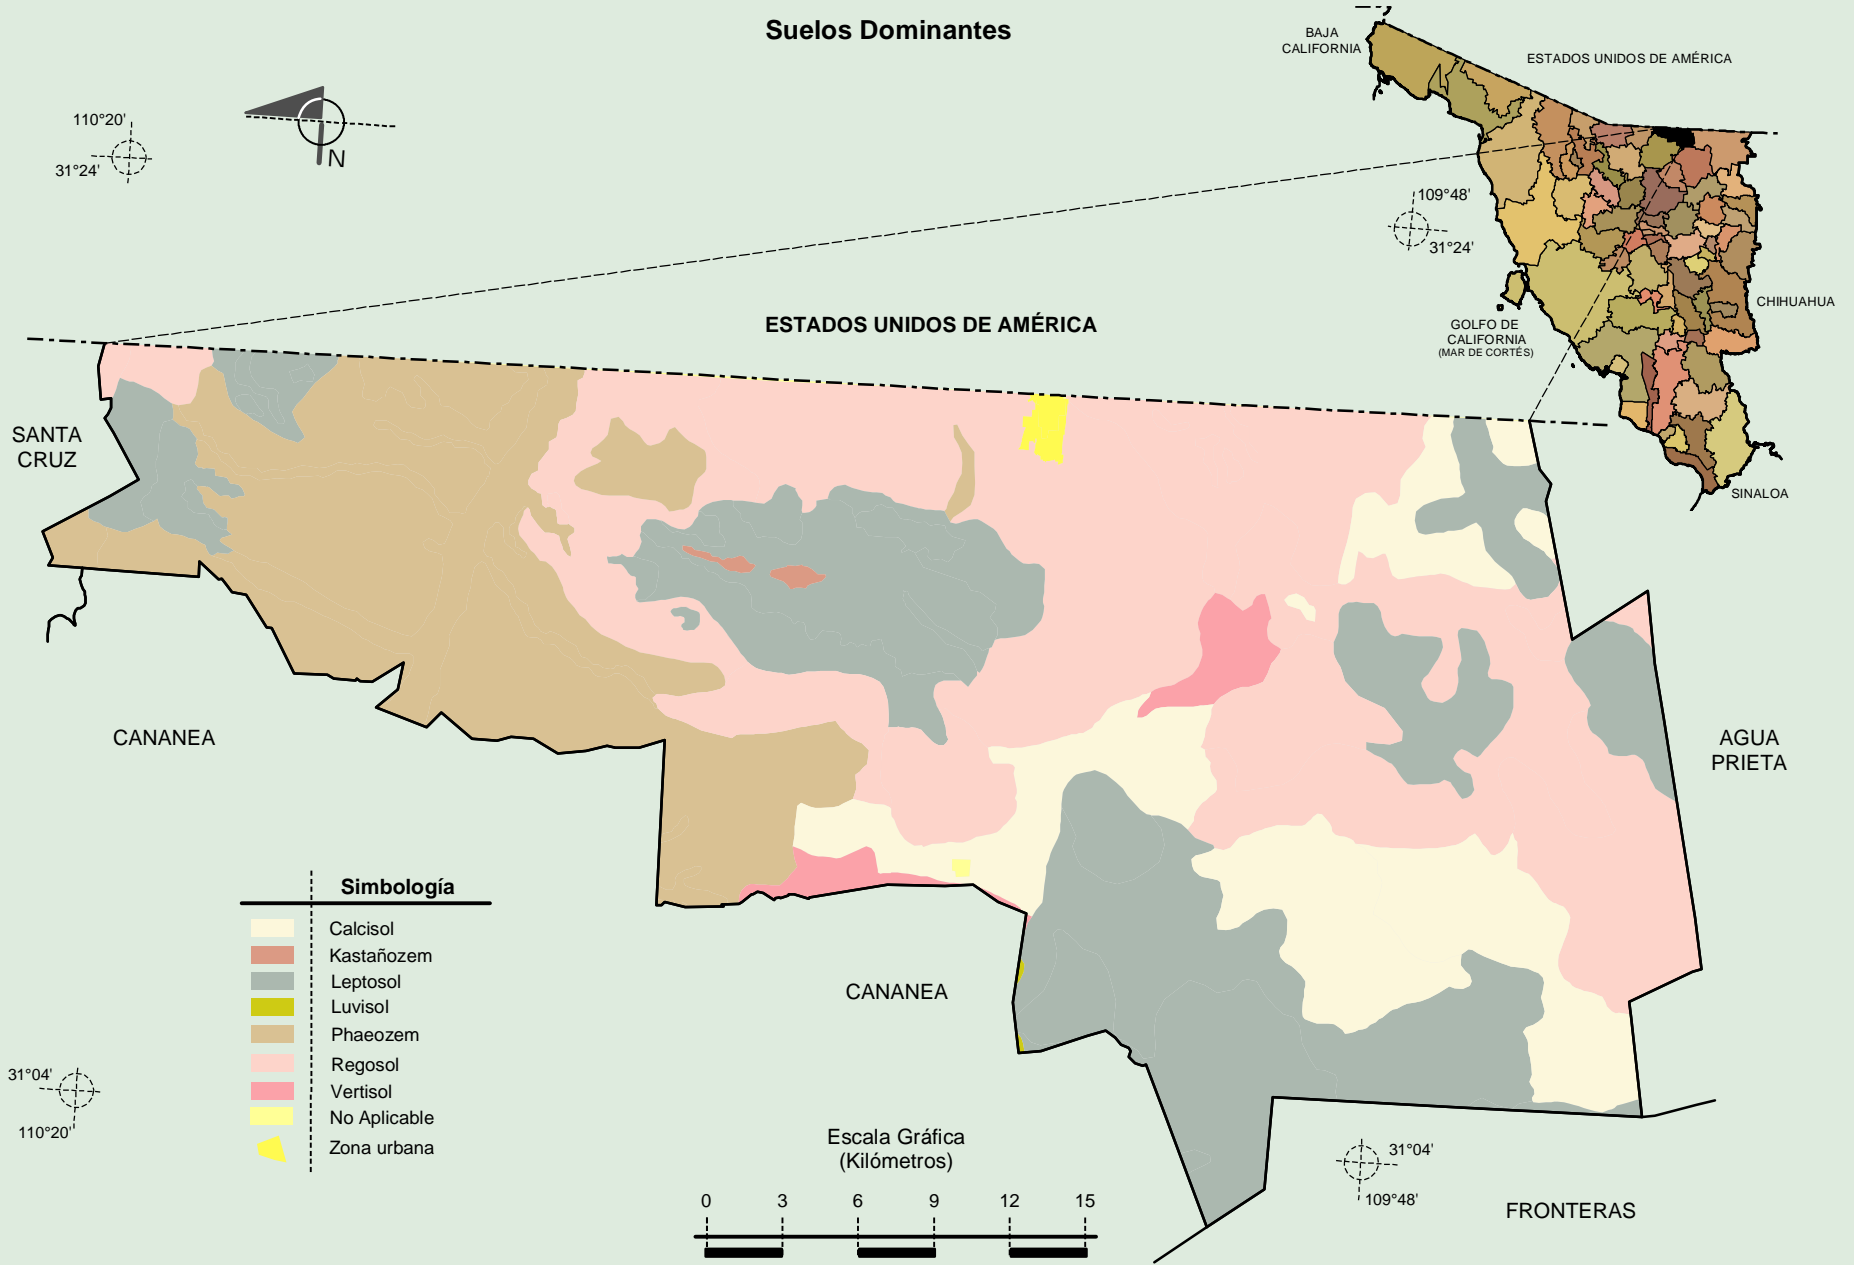 Suelos Dominantes
BAJA
CALIFORNIA
ESTADOS UNIDOS DE AMÉRICA
110°20'
31°24'
N
109°48'
31°24'
CHIHUAHUA
GOLFO DE
CALIFORNIA
(MAR DE CORTÉS)
SINALOA
ESTADOS UNIDOS DE AMÉRICA
SANTA
CRUZ
CANANEA
AGUA
PRIETA
CANANEA
Simbología
Calcisol
Kastañozem
Leptosol
Luvisol
Phaeozem
Regosol
Vertisol
No Aplicable
Zona urbana
31°04'
110°20'
Escala Gráfica
(Kilómetros)
0 3 6 9 12 15
31°04'
109°48'
FRONTERAS